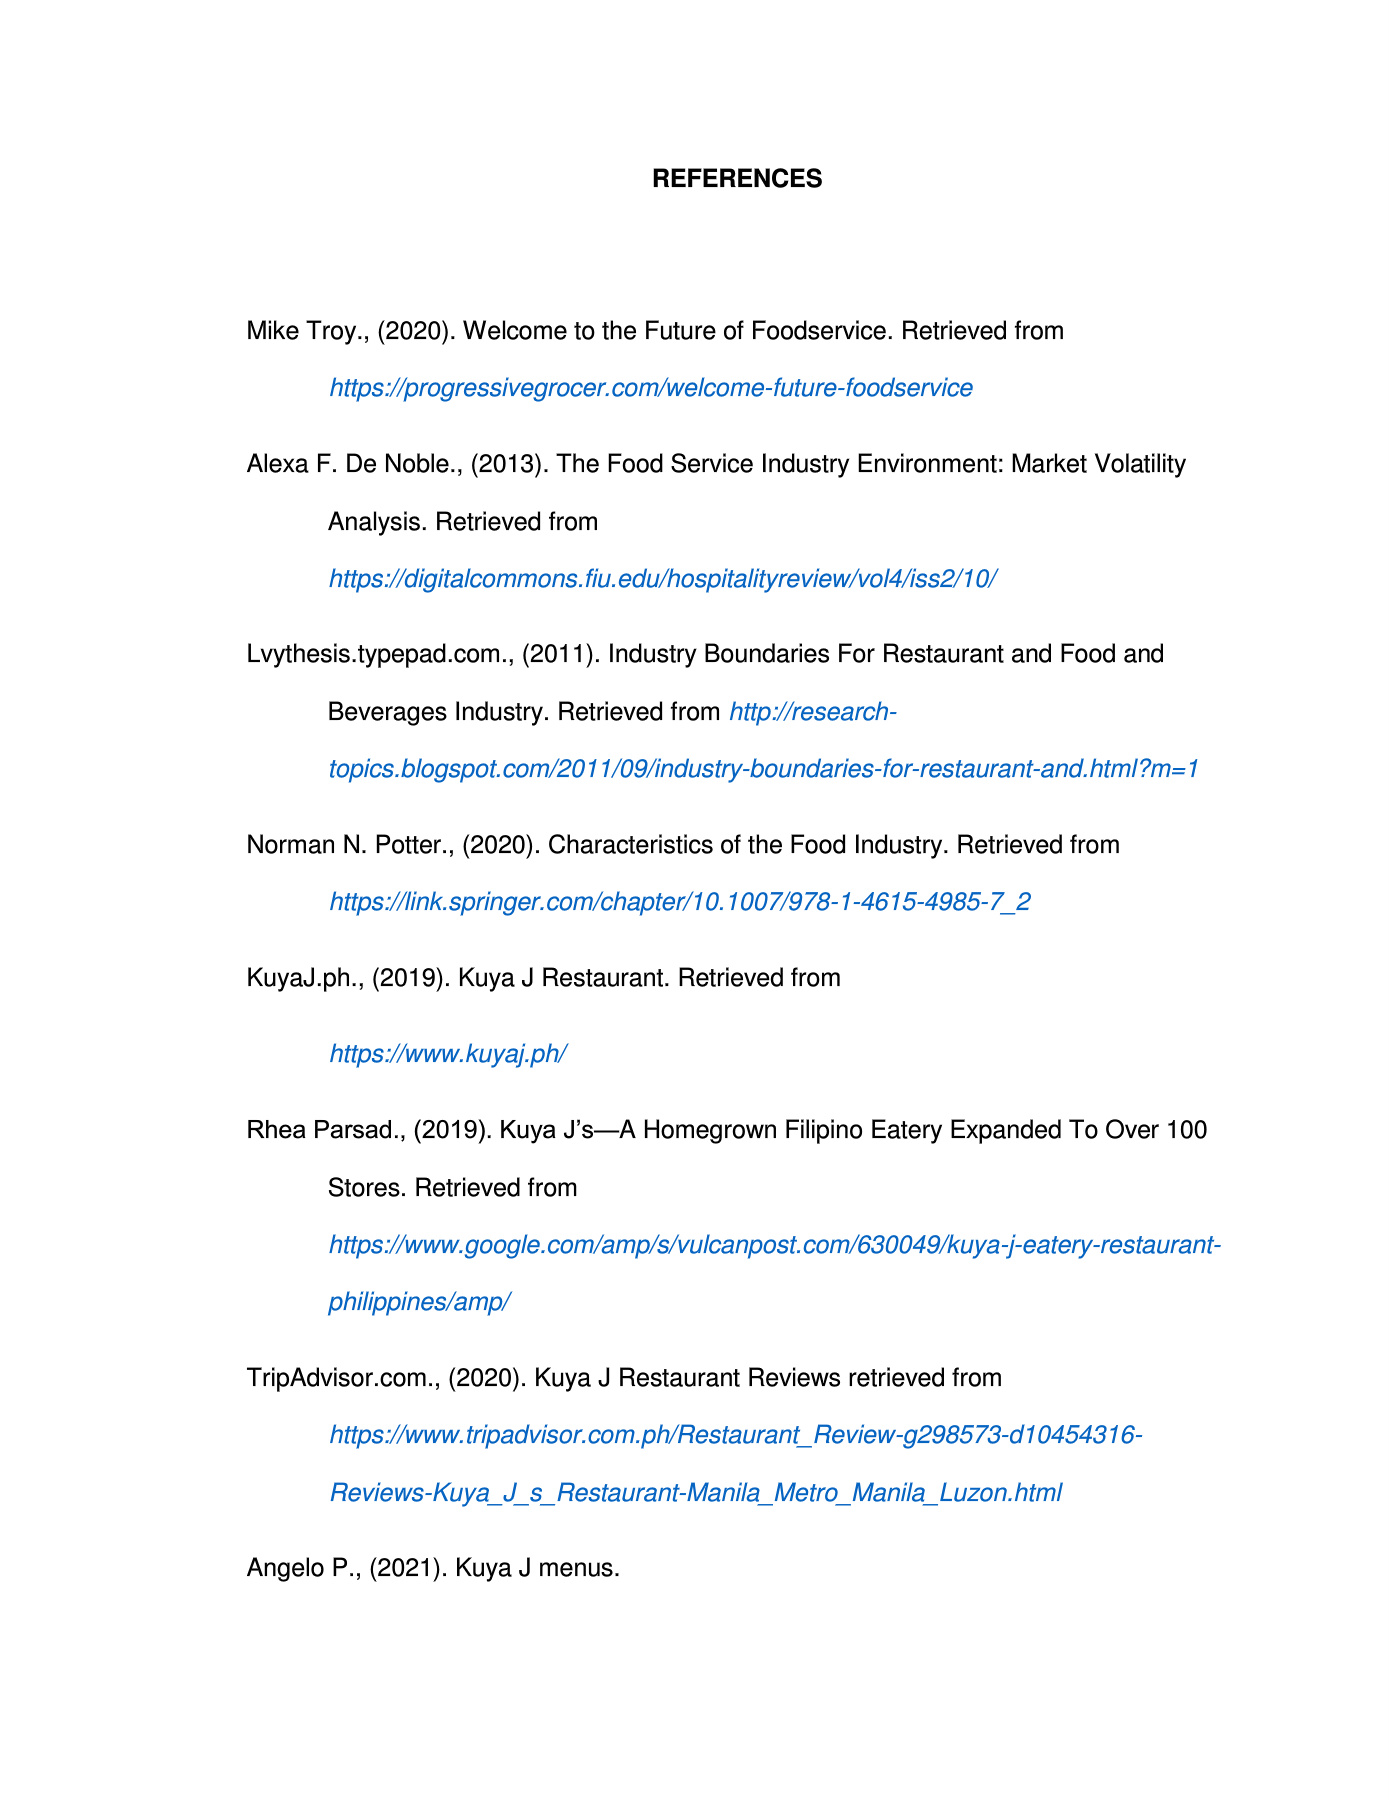 REFERENCES
Mike Troy., (2020). Welcome to the Future of Foodservice. Retrieved from
https://progressivegrocer.com/welcome-future-foodservice
Alexa F. De Noble., (2013). The Food Service Industry Environment: Market Volatility
Analysis. Retrieved from
https://digitalcommons.fiu.edu/hospitalityreview/vol4/iss2/10/
Lvythesis.typepad.com., (2011). Industry Boundaries For Restaurant and Food and
Beverages Industry. Retrieved from http://research-
topics.blogspot.com/2011/09/industry-boundaries-for-restaurant-and.html?m=1
Norman N. Potter., (2020). Characteristics of the Food Industry. Retrieved from
https://link.springer.com/chapter/10.1007/978-1-4615-4985-7_2
KuyaJ.ph., (2019). Kuya J Restaurant. Retrieved from
https://www.kuyaj.ph/
Rhea Parsad., (2019). Kuya J’s—A Homegrown Filipino Eatery Expanded To Over 100
Stores. Retrieved from
https://www.google.com/amp/s/vulcanpost.com/630049/kuya-j-eatery-restaurant-
philippines/amp/
TripAdvisor.com., (2020). Kuya J Restaurant Reviews retrieved from
https://www.tripadvisor.com.ph/Restaurant_Review-g298573-d10454316-
Reviews-Kuya_J_s_Restaurant-Manila_Metro_Manila_Luzon.html
Angelo P., (2021). Kuya J menus.